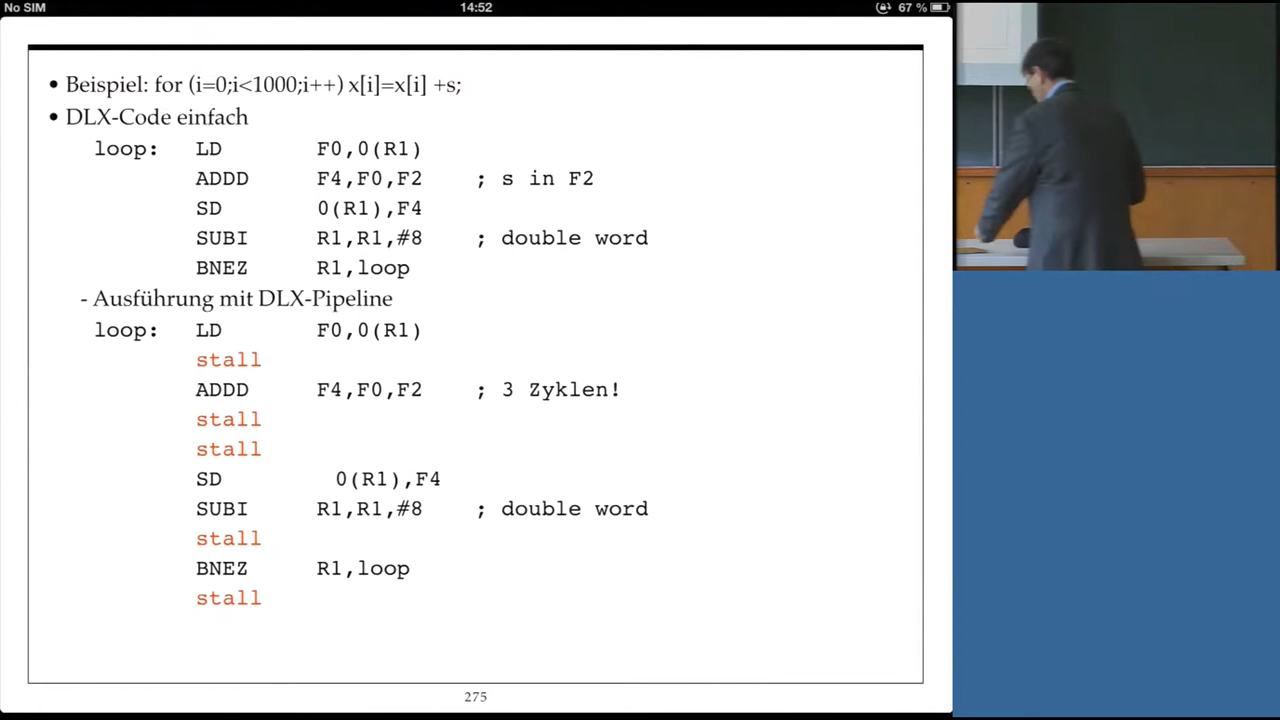 No SIM 14:52 67 %
• Beispiel: for (i=0;i<1000;i++) x[i]=x[i] +s;
• DLX-Code einfach
loop: LD F0,0(R1)
ADDD F4,F0,F2 ; s in F2
SD 0(R1),F4
SUBI R1,R1,#8 ; double word
BNEZ R1,loop
- Ausführung mit DLX-Pipeline
loop: LD F0,0(R1)
stall
ADDD F4,F0,F2 ; 3 Zyklen!
stall
stall
SD 0(R1),F4
SUBI R1,R1,#8 ; double word
stall
BNEZ R1,loop
stall
275